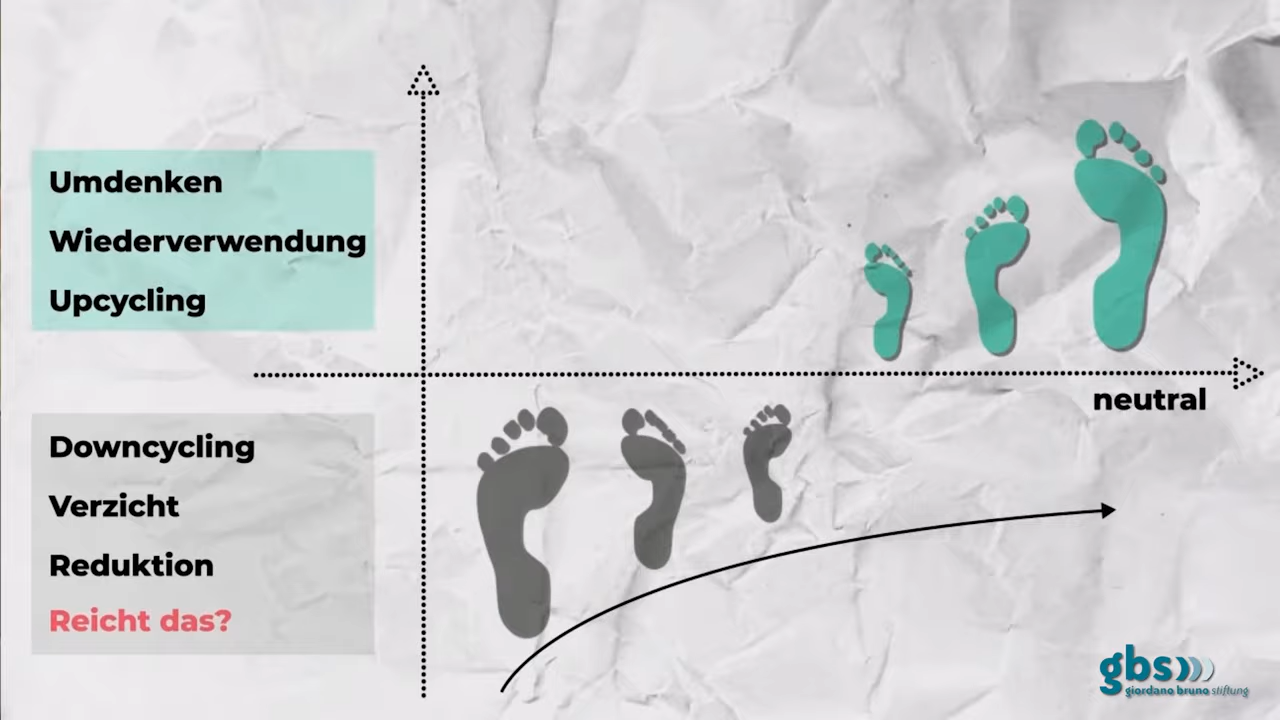 Umdenken
Wiederverwendung
Upcycling
neutral
Downcycling
Verzicht
Reduktion
Reicht das?
gbs
giordano bruno stiftung